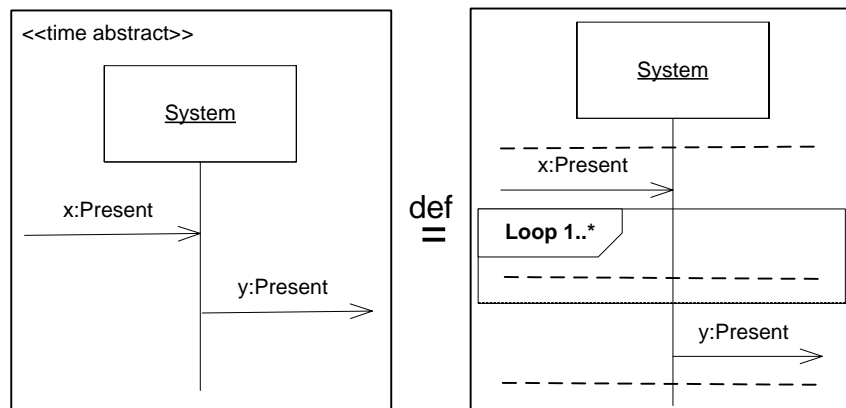 <<time abstract>>
System
x:Present
y:Present
def
=
System
x:Present
Loop 1..*
y:Present